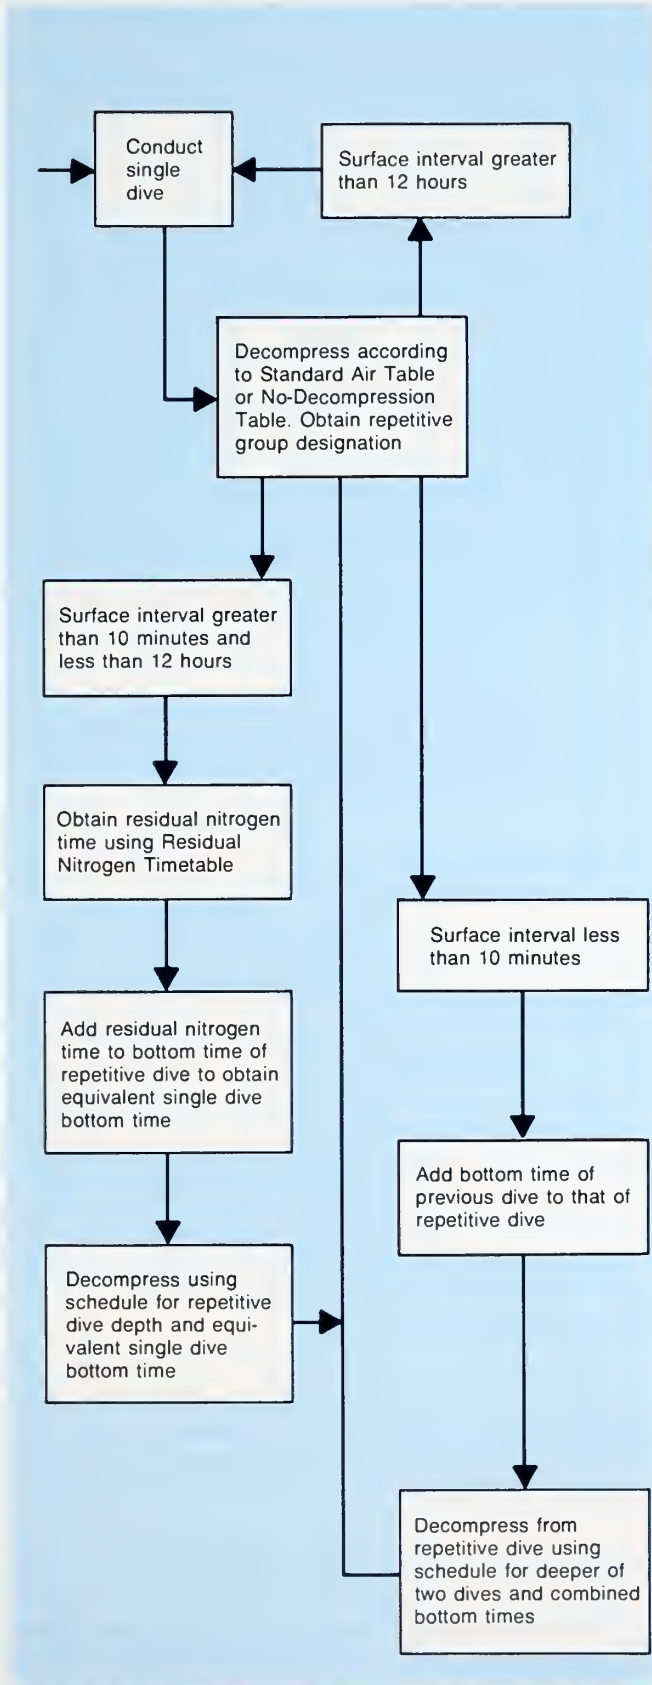 Conduct
single
dive
Surface interval greater
than 12 hours
Decompress according
to Standard Air Table
or No-Decompression
Table. Obtain repetitive
group designation
Surface interval greater
than 10 minutes and
less than 12 hours
Obtain residual nitrogen
time using Residual
Nitrogen Timetable
Surface interval less
than 10 minutes
Add residual nitrogen
time to bottom time of
repetitive dive to obtain
equivalent single dive
bottom time
Add bottom time of
previous dive to that of
repetitive dive
Decompress using
schedule for repetitive
dive depth and equi-
valent single dive
bottom time
Decompress from
repetitive dive using
schedule for deeper of
two dives and combined
bottom times